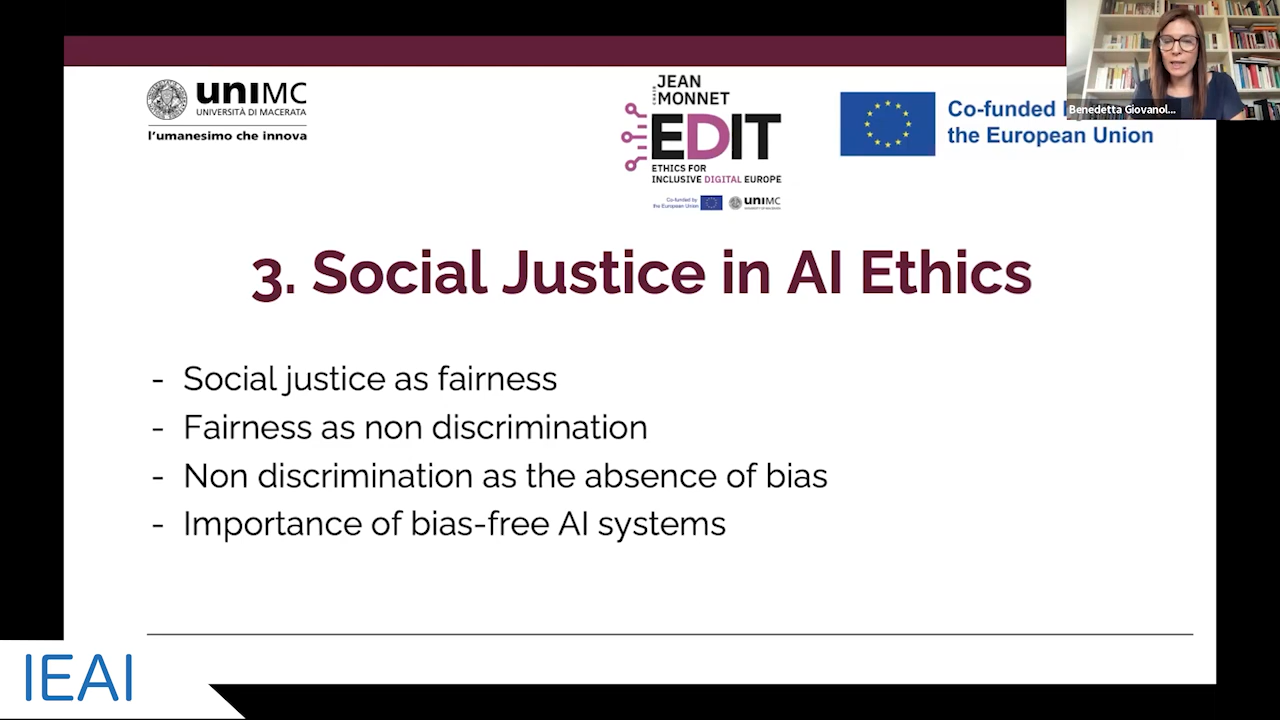 uniMC
UNIVERSITÀ DI MACERATA
l'umanesimo che innova
CHAIR
JEAN
MONNET
EDIT
ETHICS FOR
INCLUSIVE DIGITAL EUROPE
Co-funded by
the European Union
uniMC
Co-funded
the European Union
Benedetta Giovanol...
3. Social Justice in AI Ethics
- Social justice as fairness
- Fairness as non discrimination
- Non discrimination as the absence of bias
- Importance of bias-free AI systems
IEAI